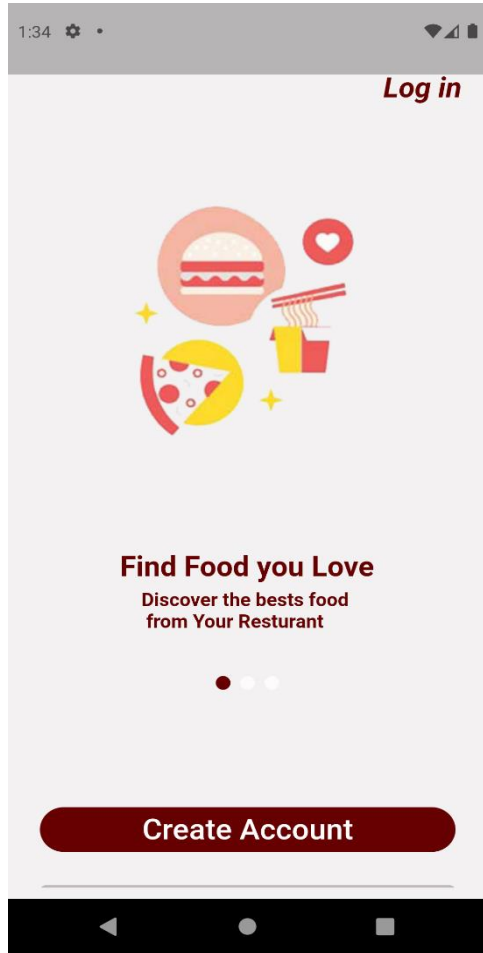 1:34
Log in
Find Food you Love
Discover the bests food
from Your Resturant
Create Account